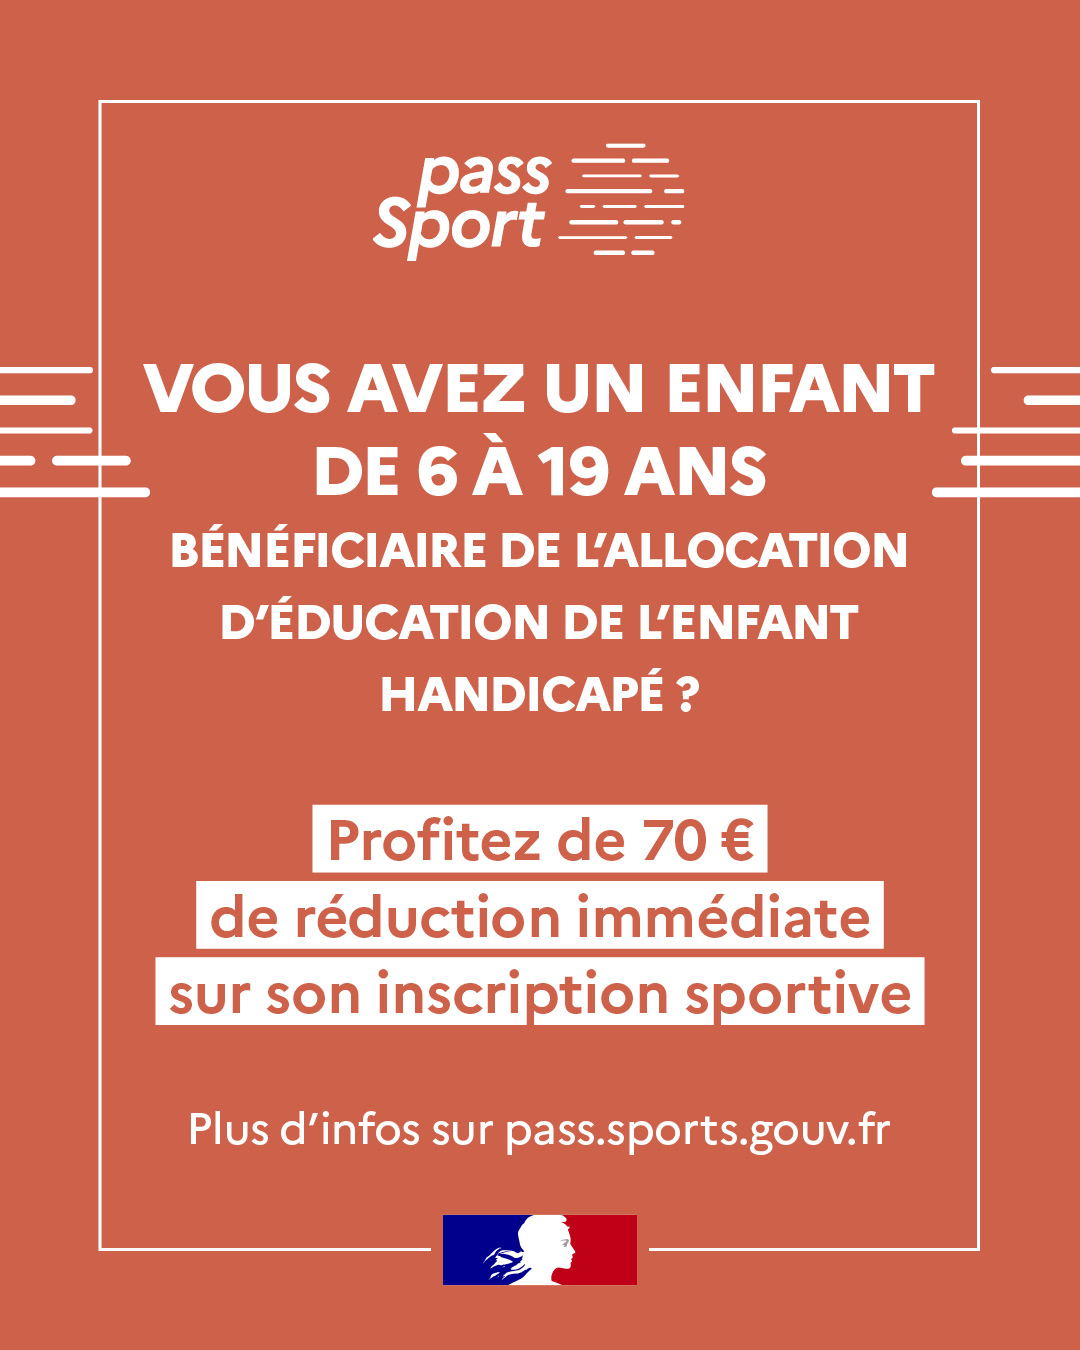 pass
Sport
VOUS AVEZ UN ENFANT
DE 6 À 19 ANS
BÉNÉFICIAIRE DE L’ALLOCATION
D’ÉDUCATION DE L’ENFANT
HANDICAPÉ ?
Profitez de 70 €
de réduction immédiate
sur son inscription sportive
Plus d’infos sur pass.sports.gouv.fr